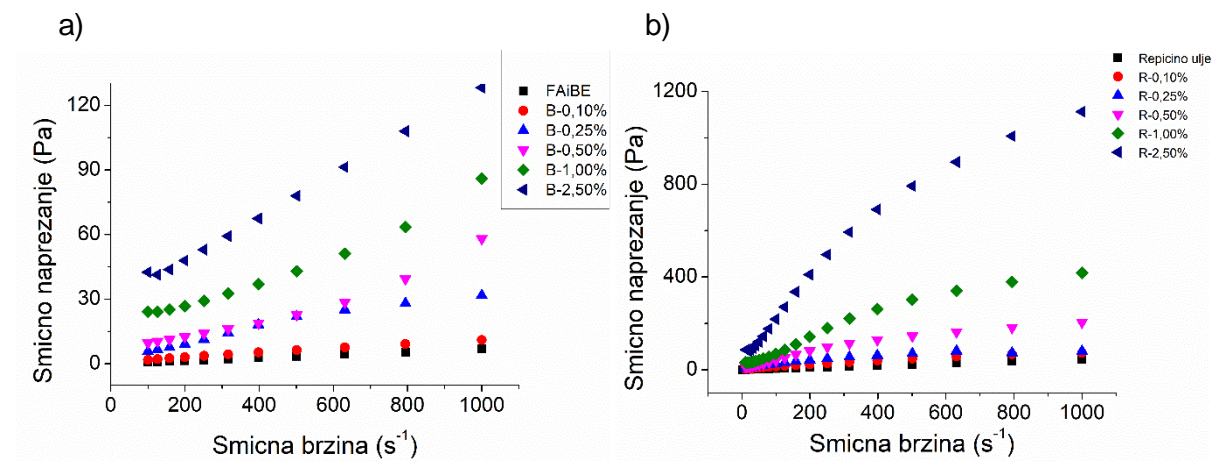 a)
Smicno naprezanje (Pa)
120
90
60
30
0
0 200 400 600 800 1000
Smicna brzina (s⁻¹)
FAiBE
B-0,10%
B-0,25%
B-0,50%
B-1,00%
B-2,50%
b)
Smicno naprezanje (Pa)
1200
800
400
0
0 200 400 600 800 1000
Smicna brzina (s⁻¹)
Repicino ulje
R-0,10%
R-0,25%
R-0,50%
R-1,00%
R-2,50%